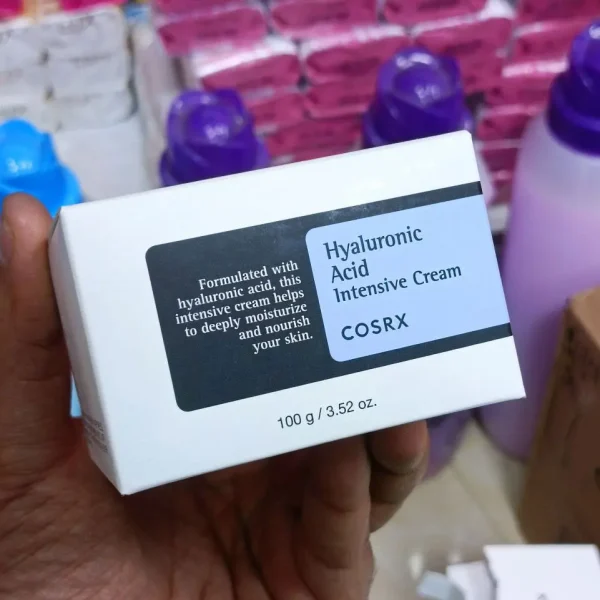 Formulated with
hyaluronic acid, this
intensive cream helps
to deeply moisturize
and nourish
your skin.
Hyaluronic
Acid
Intensive Cream
COSRX
100 g / 3.52 oz.